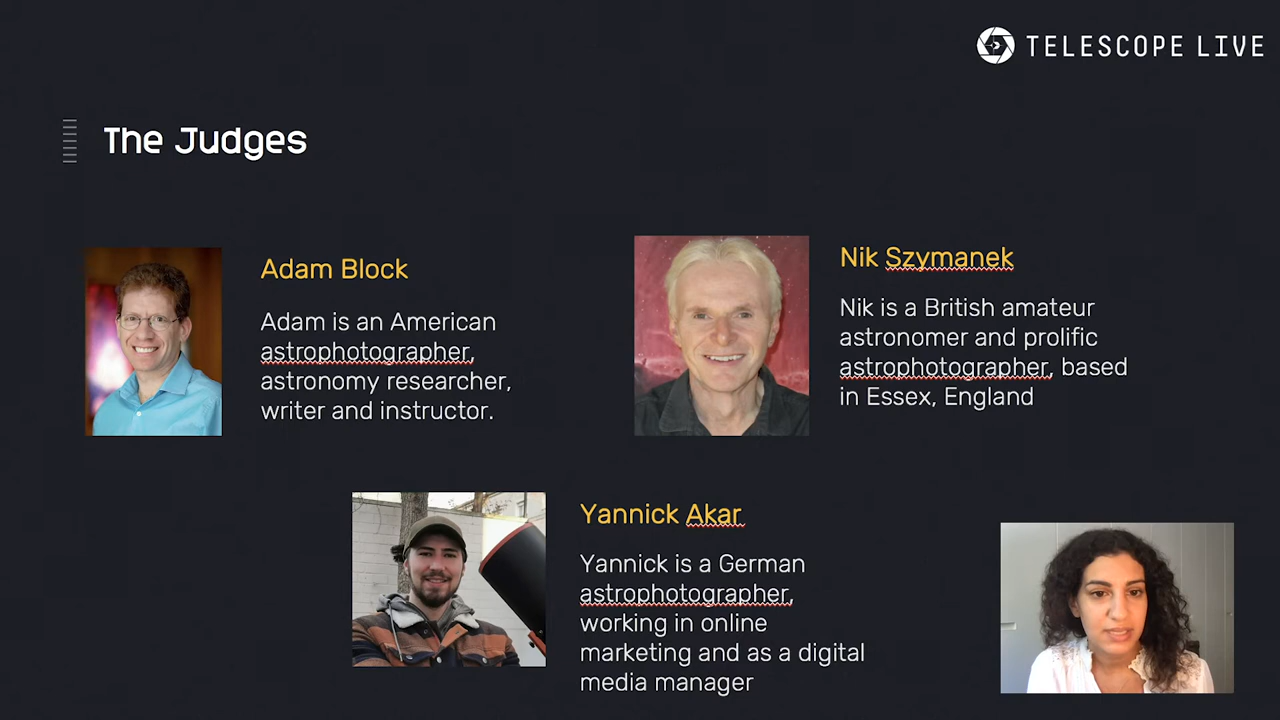 TELESCOPE LIVE
The Judges
Adam Block
Adam is an American
astrophotographer,
astronomy researcher,
writer and instructor.
Nik Szymanek
Nik is a British amateur
astronomer and prolific
astrophotographer, based
in Essex, England
Yannick Akar
Yannick is a German
astrophotographer,
working in online
marketing and as a digital
media manager